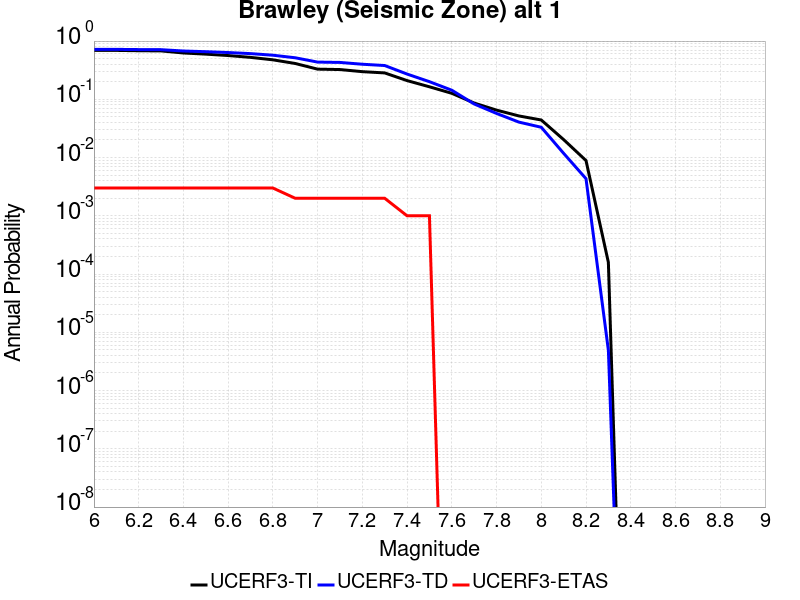 Brawley (Seismic Zone) alt 1
10^0
10^-1
10^-2
10^-3
10^-4
10^-5
10^-6
10^-7
10^-8
Annual Probability
6 6.2 6.4 6.6 6.8 7 7.2 7.4 7.6 7.8 8 8.2 8.4 8.6 8.8 9
Magnitude
UCERF3-TI UCERF3-TD UCERF3-ETAS